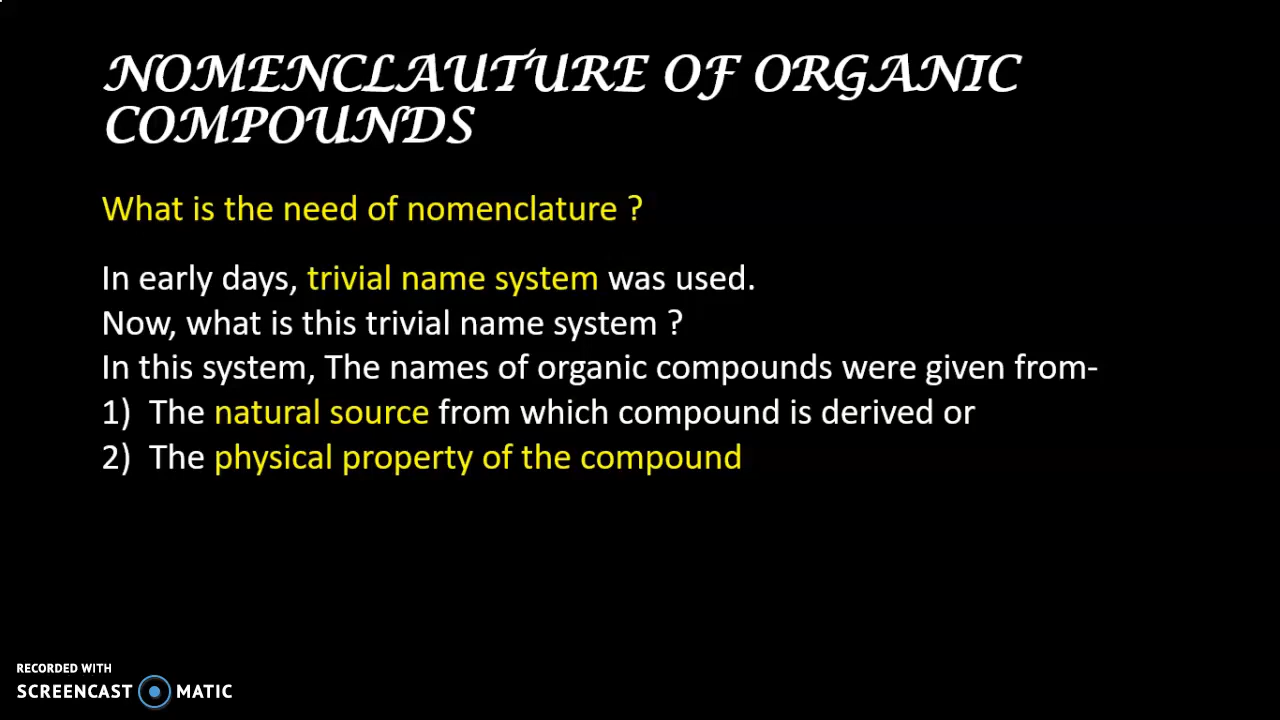 NOMENCLAUTURE OF ORGANIC
COMPOUNDS
What is the need of nomenclature ?
In early days, trivial name system was used.
Now, what is this trivial name system ?
In this system, The names of organic compounds were given from-
1) The natural source from which compound is derived or
2) The physical property of the compound
RECORDED WITH
SCREENCAST MATIC